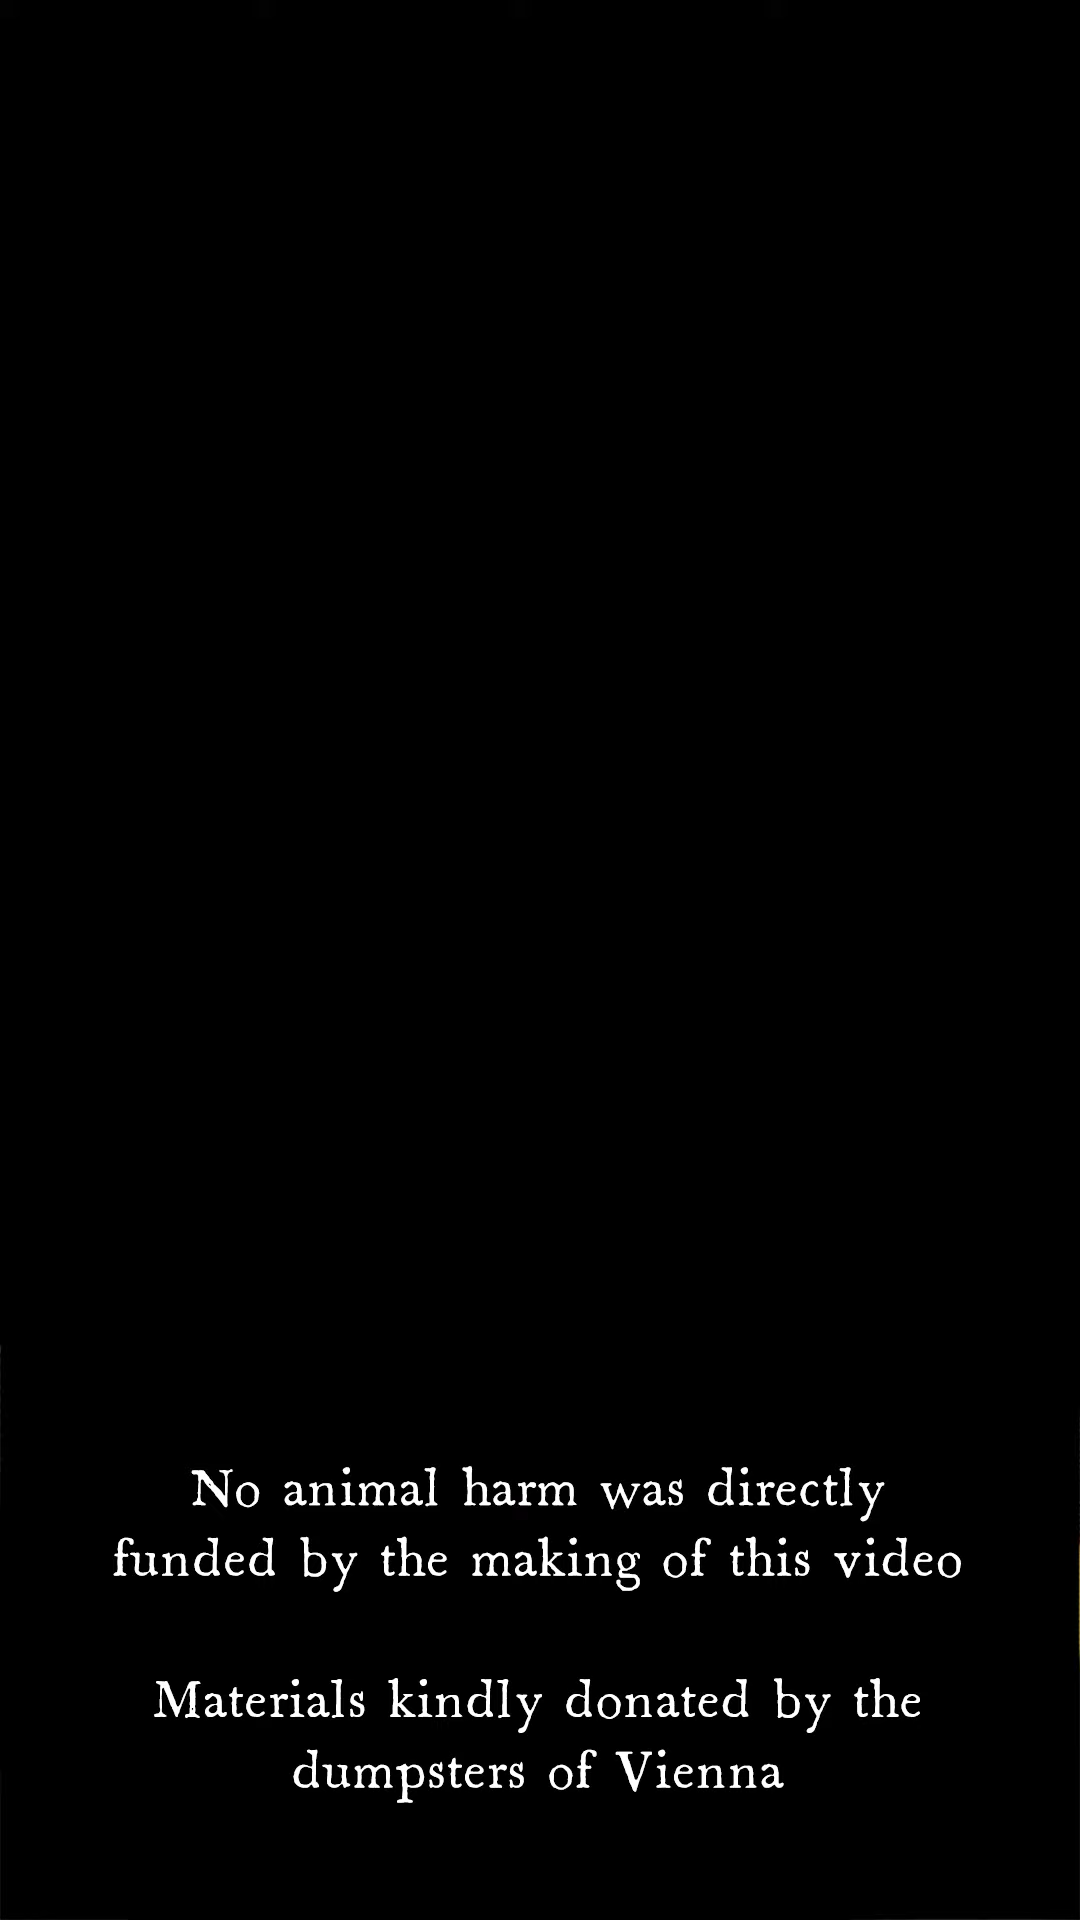 No animal harm was directly
funded by the making of this video
Materials kindly donated by the
dumpsters of Vienna